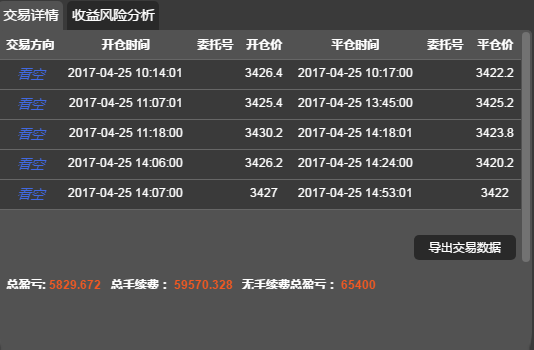 交易详情 收益风险分析
交易方向 开仓时间 委托号 开仓价 平仓时间 委托号 平仓价
看空 2017-04-25 10:14:01 3426.4 2017-04-25 10:17:00 3422.2
看空 2017-04-25 11:07:01 3425.4 2017-04-25 13:45:00 3425.2
看空 2017-04-25 11:18:00 3430.2 2017-04-25 14:18:01 3423.8
看空 2017-04-25 14:06:00 3426.2 2017-04-25 14:24:00 3420.2
看空 2017-04-25 14:07:00 3427 2017-04-25 14:53:01 3422
导出交易数据
总盈亏: 5829.672 总手续费： 59570.328 无手续费总盈亏： 65400